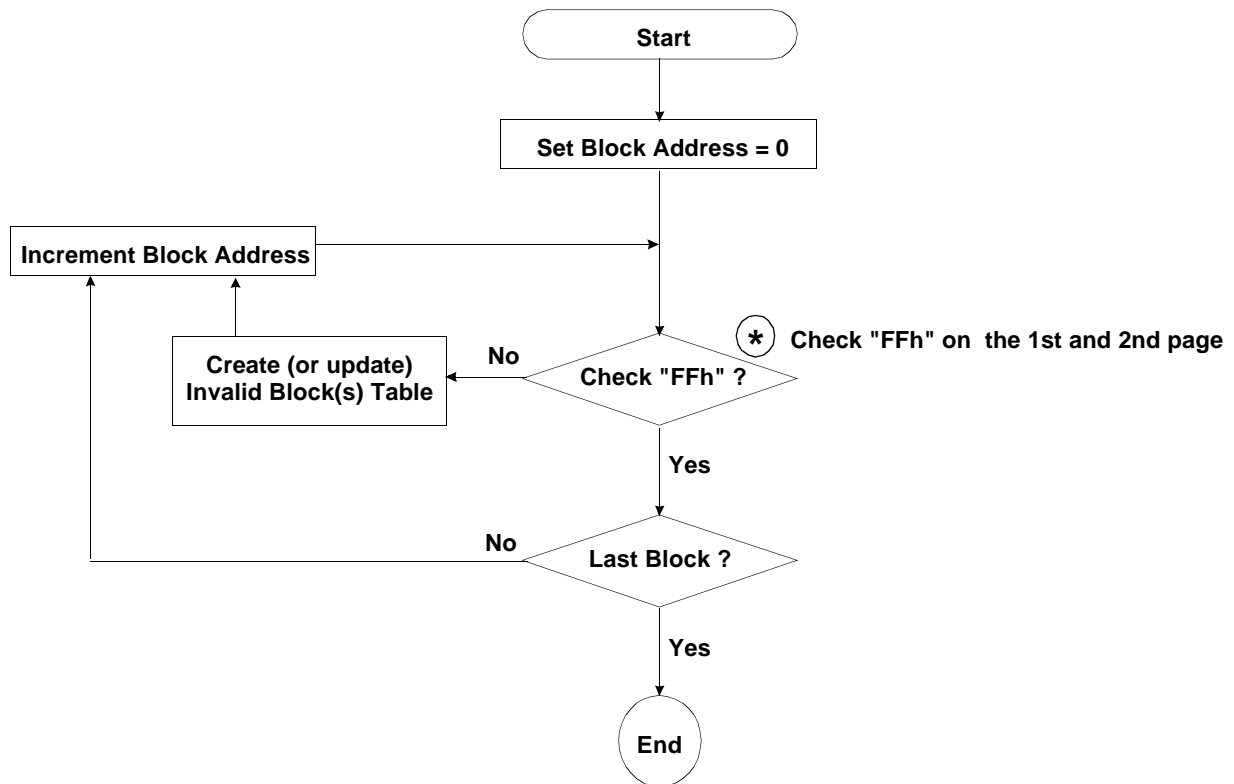 Start
Set Block Address = 0
Increment Block Address
* Check "FFh" on the 1st and 2nd page
No
Create (or update)
Invalid Block(s) Table
Check "FFh" ?
Yes
No
Last Block ?
Yes
End